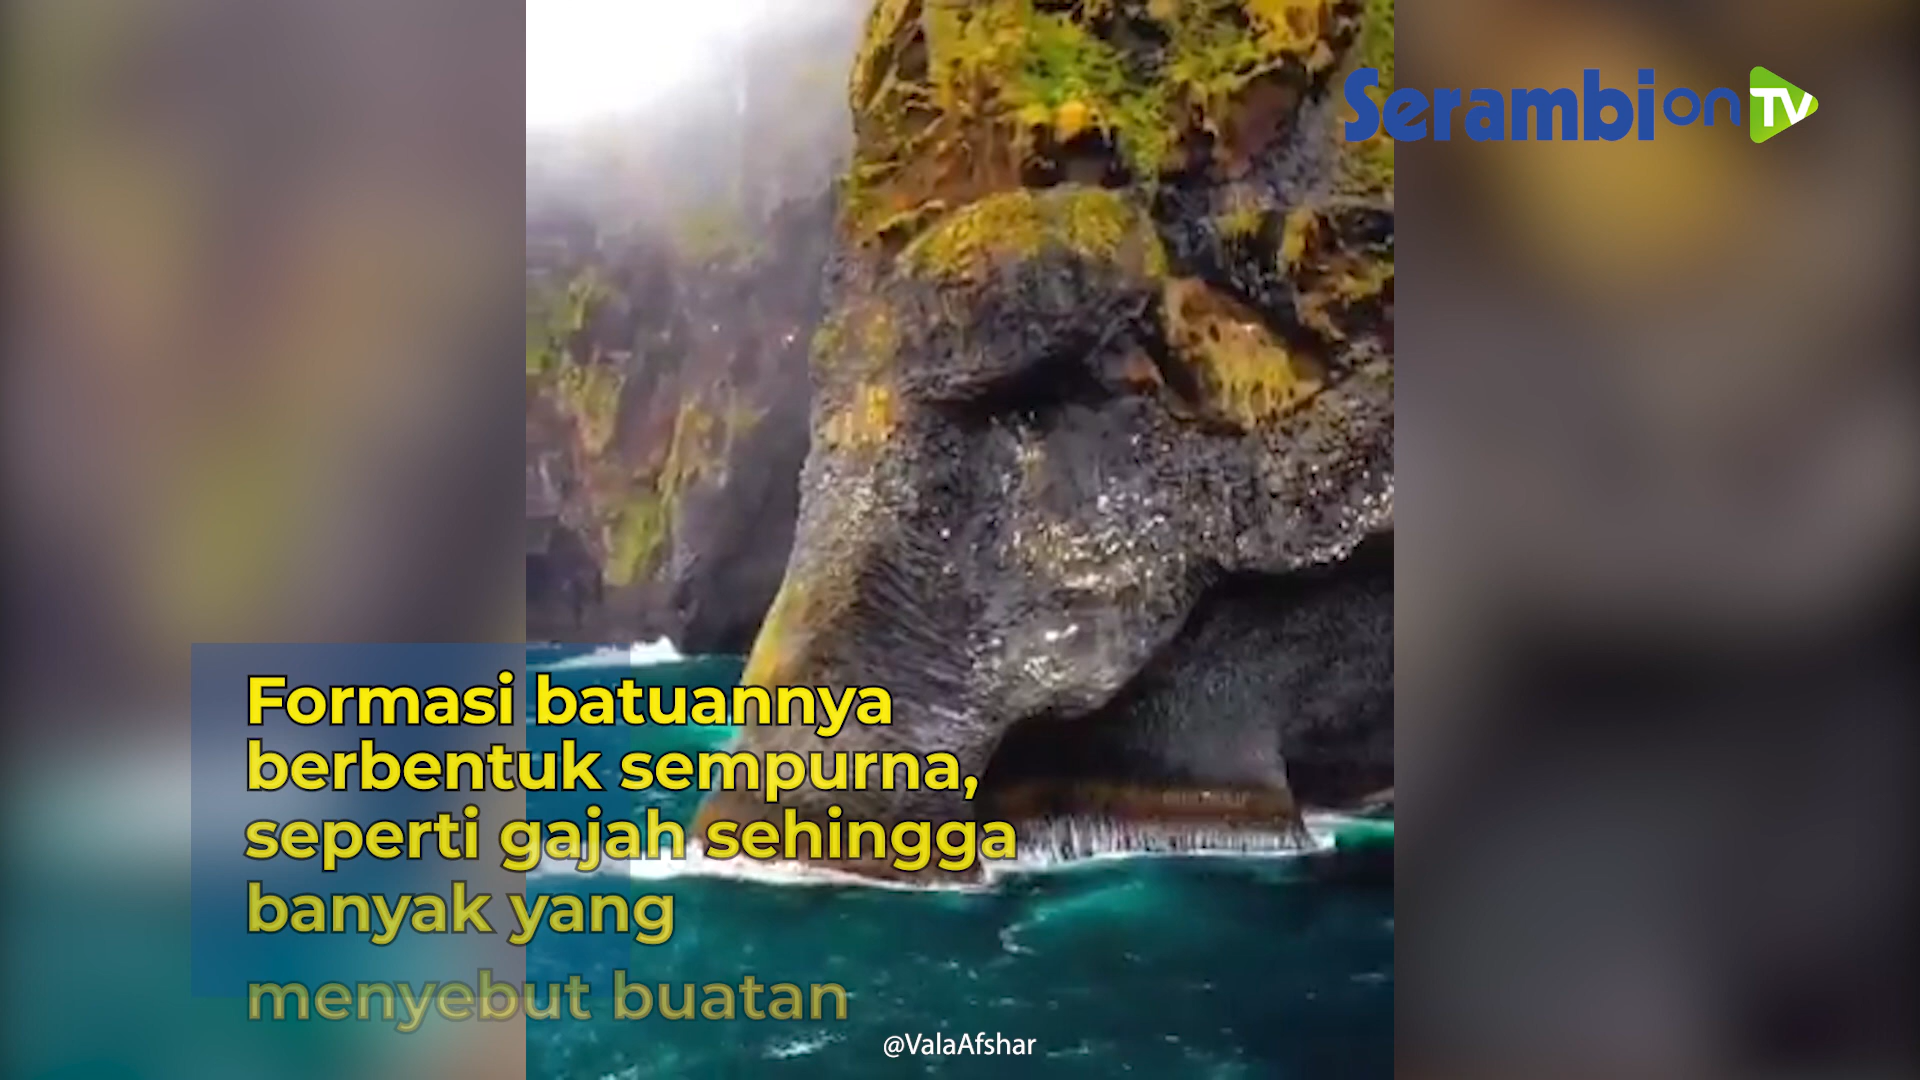 Serambi on TV
Formasi batuannya
berbentuk sempurna,
seperti gajah sehingga
banyak yang
menyebut buatan
@ValaAfshar